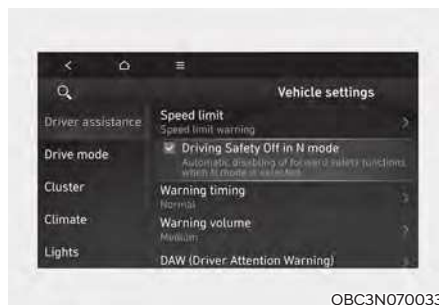 Vehicle settings
Driver assistance
Drive mode
Cluster
Climate
Lights
Speed limit
Speed limit warning
Driving Safety Off in N mode
Automatic disabling of forward safety functions
when N mode is selected
Warning timing
Normal
Warning volume
Medium
DAW (Driver Attention Warning)
OBC3N070033